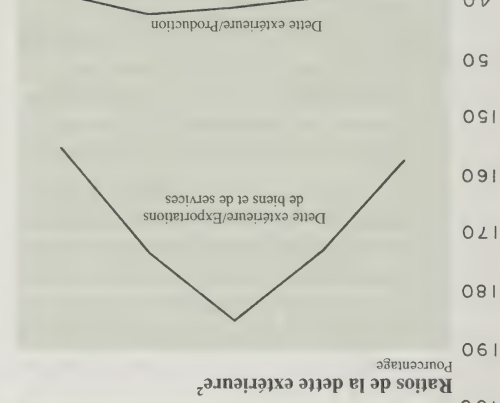 Ratios de la dette extérieure²
Pourcentage
190
180
Dette extérieure/Exportations
de biens et de services
170
160
150
50
Dette extérieure/Production
40